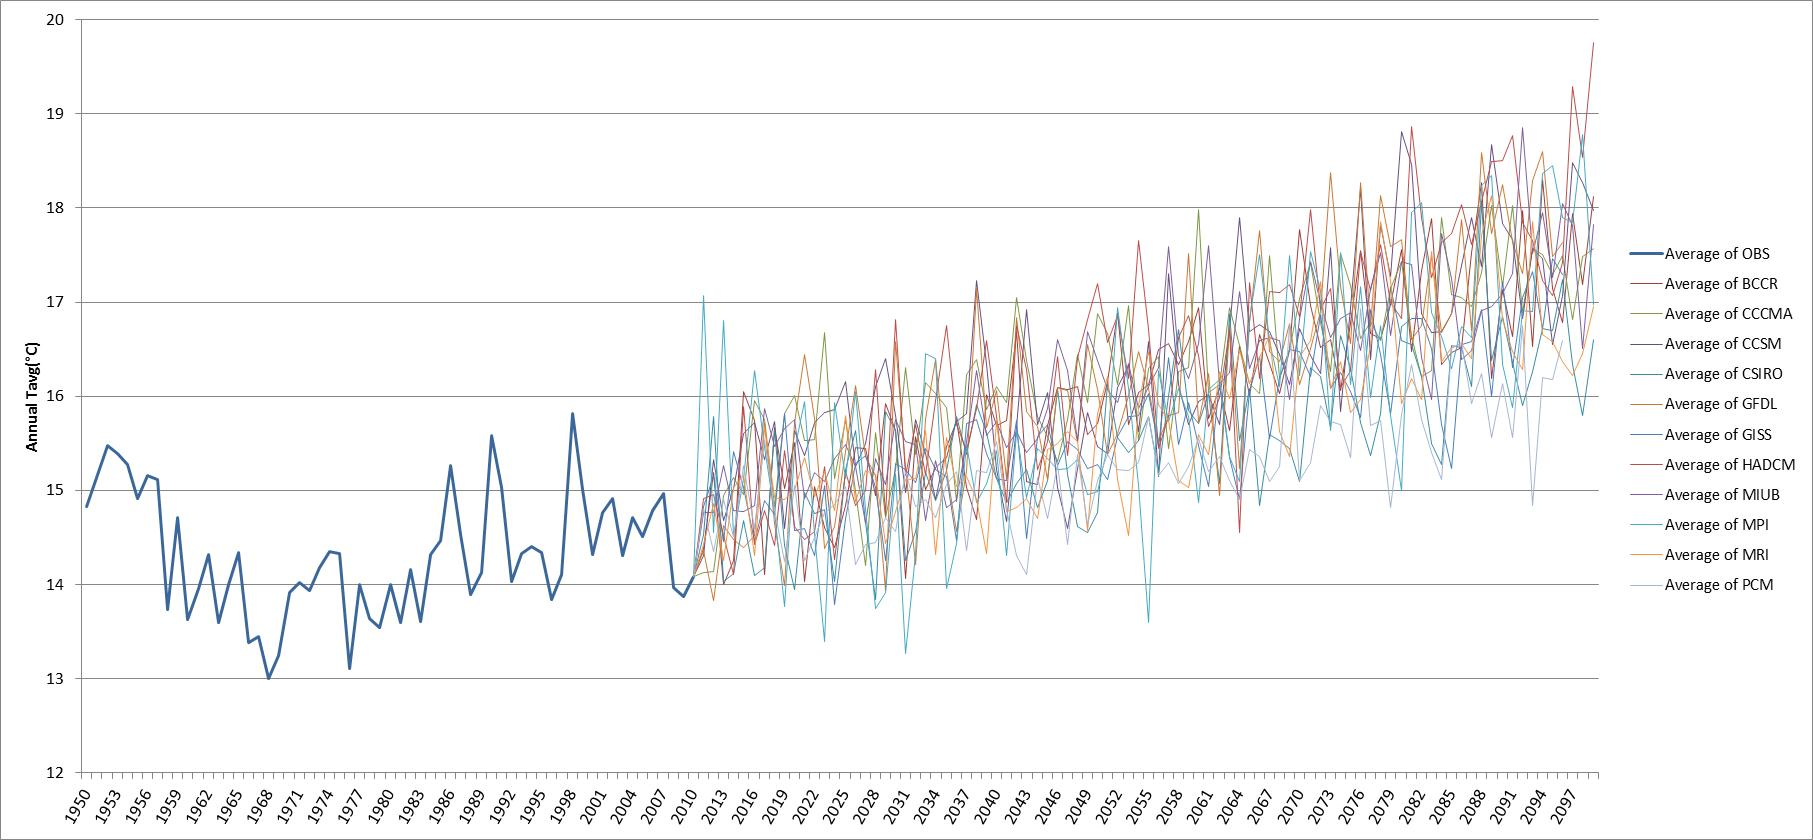 20
19
18
17
16
15
14
13
12
Annual Tavg(°C)
1950 1953 1956 1959 1962 1965 1968 1971 1974 1977 1980 1983 1986 1989 1992 1995 1998 2001 2004 2007 2010 2013 2016 2019 2022 2025 2028 2031 2034 2037 2040 2043 2046 2049 2052 2055 2058 2061 2064 2067 2070 2073 2076 2079 2082 2085 2088 2091 2094 2097
Average of OBS
Average of BCCR
Average of CCCMA
Average of CCSM
Average of CSIRO
Average of GFDL
Average of GISS
Average of HADCM
Average of MIUB
Average of MPI
Average of MRI
Average of PCM